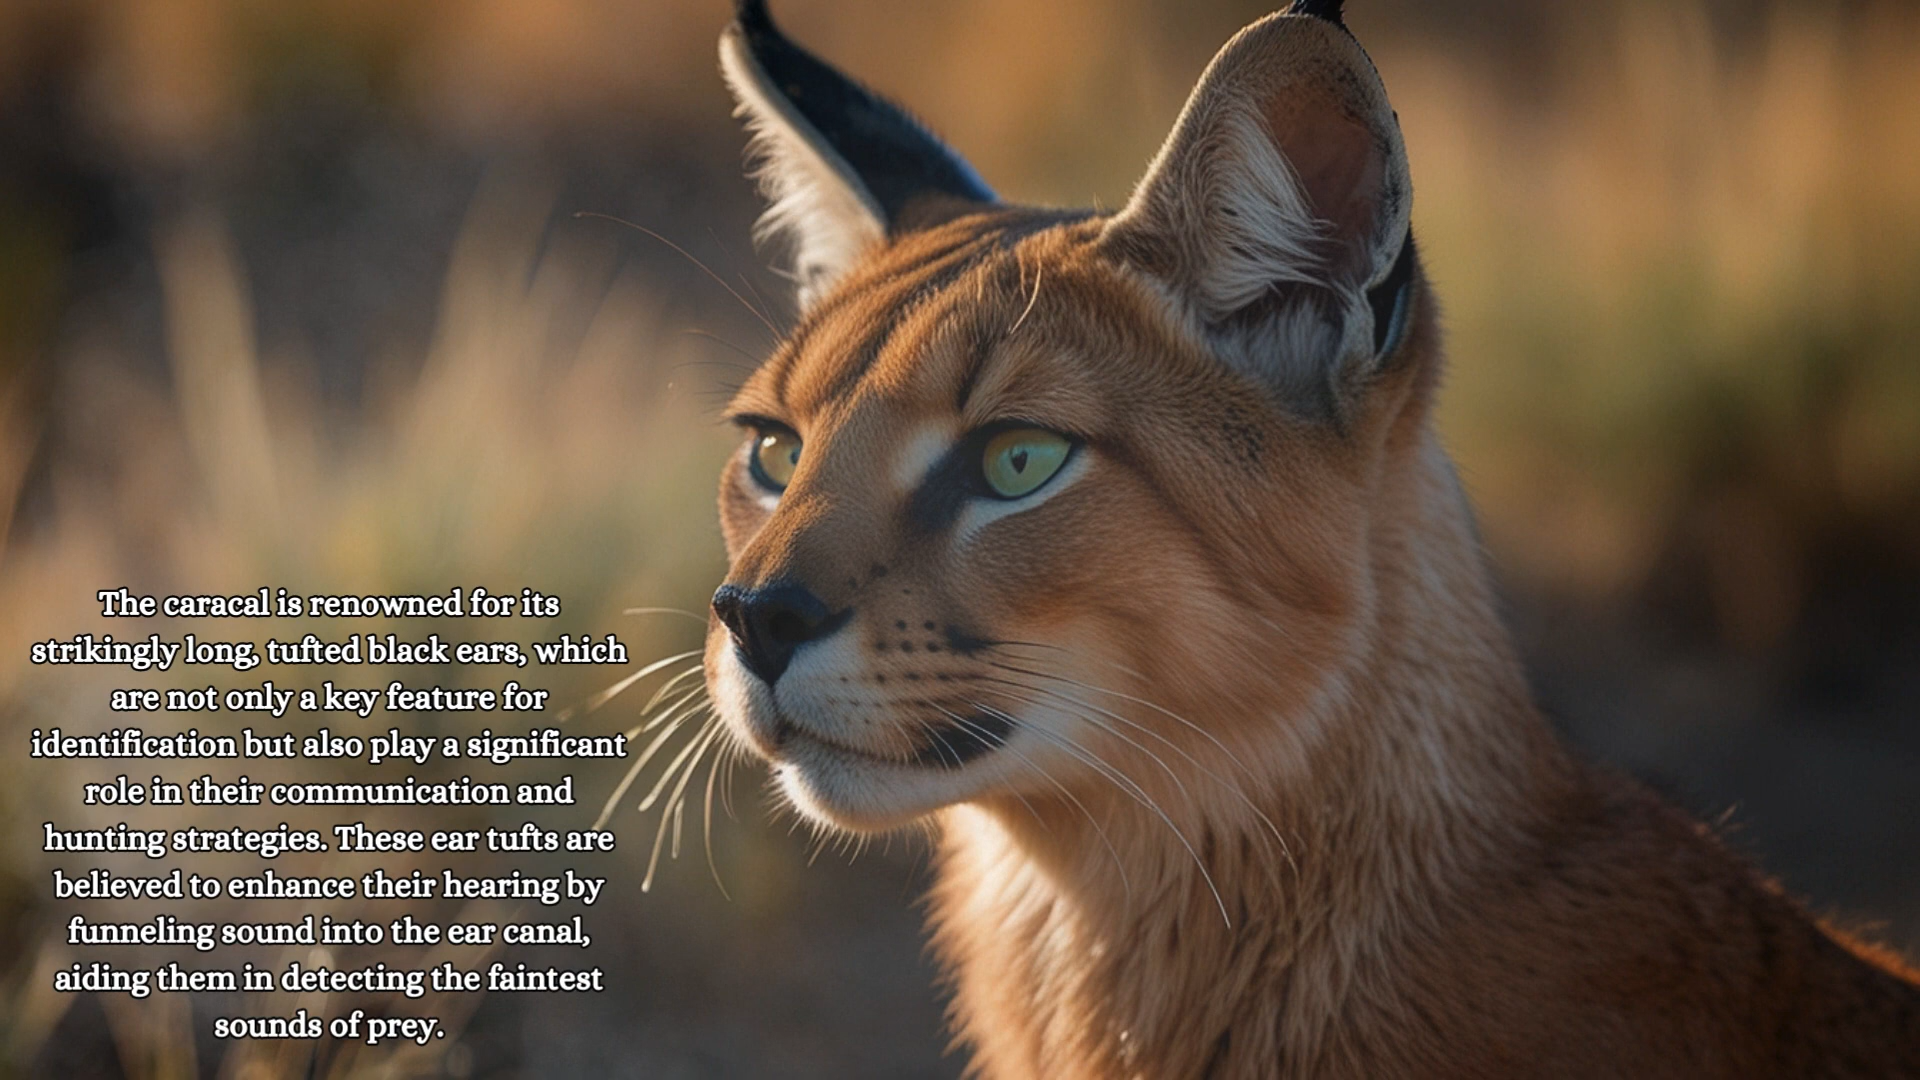 The caracal is renowned for its
strikingly long, tufted black ears, which
are not only a key feature for
identification but also play a significant
role in their communication and
hunting strategies. These ear tufts are
believed to enhance their hearing by
funneling sound into the ear canal,
aiding them in detecting the faintest
sounds of prey.